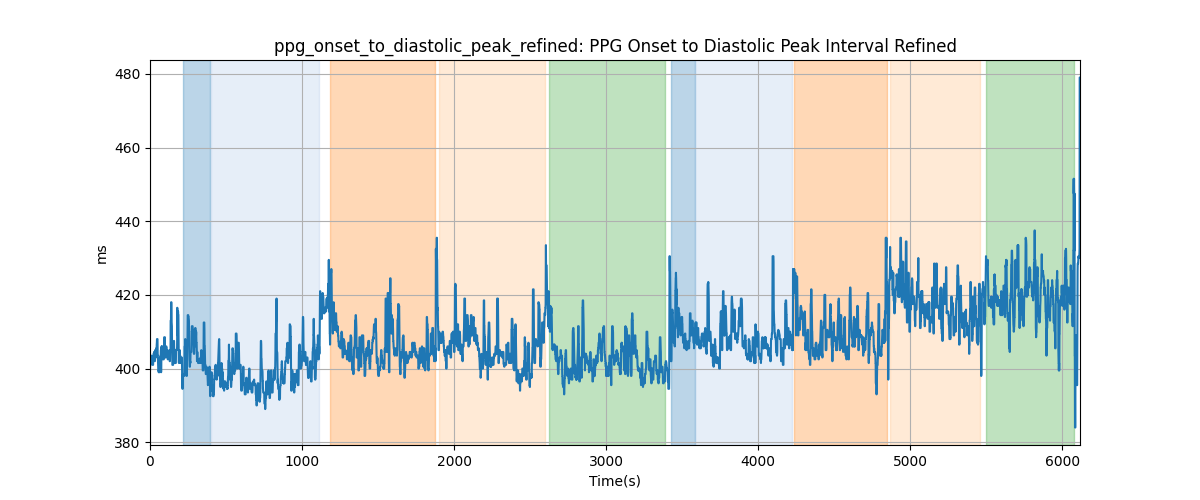 ppg_onset_to_diastolic_peak_refined: PPG Onset to Diastolic Peak Interval Refined
480
460
440
420
400
380
ms
0 1000 2000 3000 4000 5000 6000
Time(s)